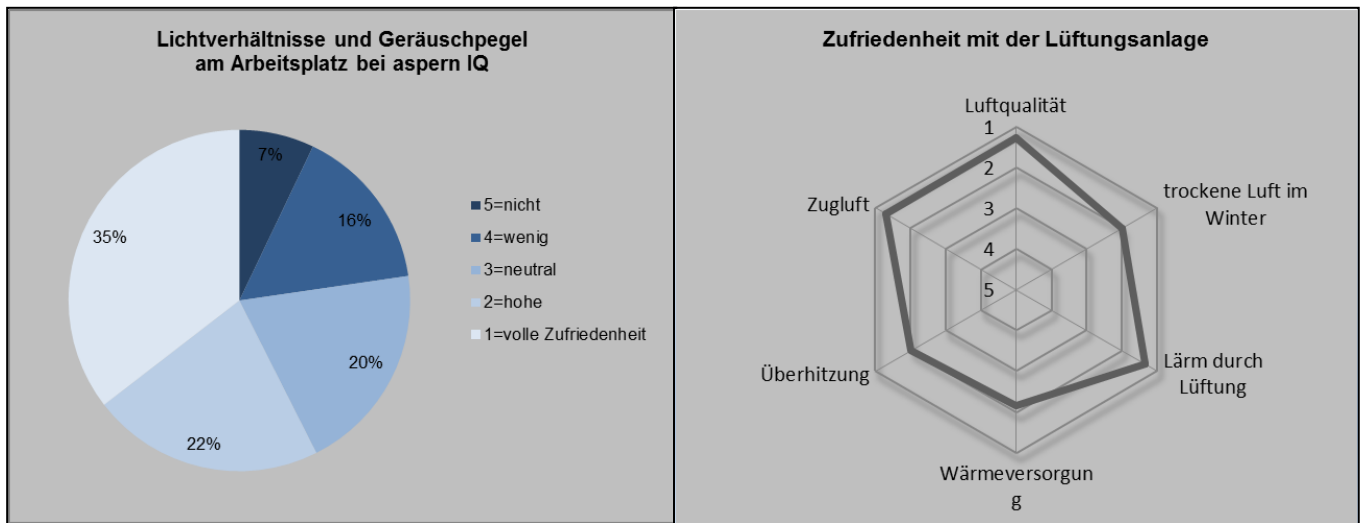 Lichtverhältnisse und Geräuschpegel
am Arbeitsplatz bei aspern IQ
7%
16%
20%
22%
35%
5=nicht
4=wenig
3=neutral
2=hohe
1=volle Zufriedenheit
Zufriedenheit mit der Lüftungsanlage
Luftqualität
1
2
3
4
5
trockene Luft im
Winter
Lärm durch
Lüftung
Wärmeversorgun
g
Überhitzung
Zugluft